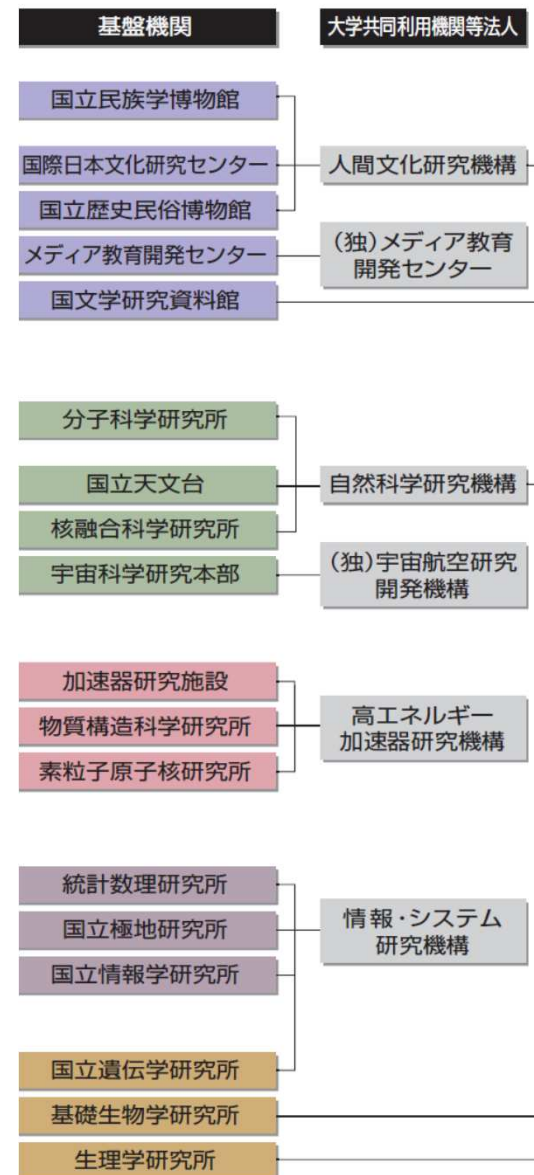 基盤機関
大学共同利用機関等法人
国立民族学博物館
国際日本文化研究センター
人間文化研究機構
国立歴史民俗博物館
メディア教育開発センター
(独)メディア教育
開発センター
国文学研究資料館
分子科学研究所
国立天文台
自然科学研究機構
核融合科学研究所
宇宙科学研究本部
(独)宇宙航空研究
開発機構
加速器研究施設
物質構造科学研究所
高エネルギー
加速器研究機構
素粒子原子核研究所
統計数理研究所
国立極地研究所
情報・システム
研究機構
国立情報学研究所
国立遺伝学研究所
基礎生物学研究所
生理学研究所